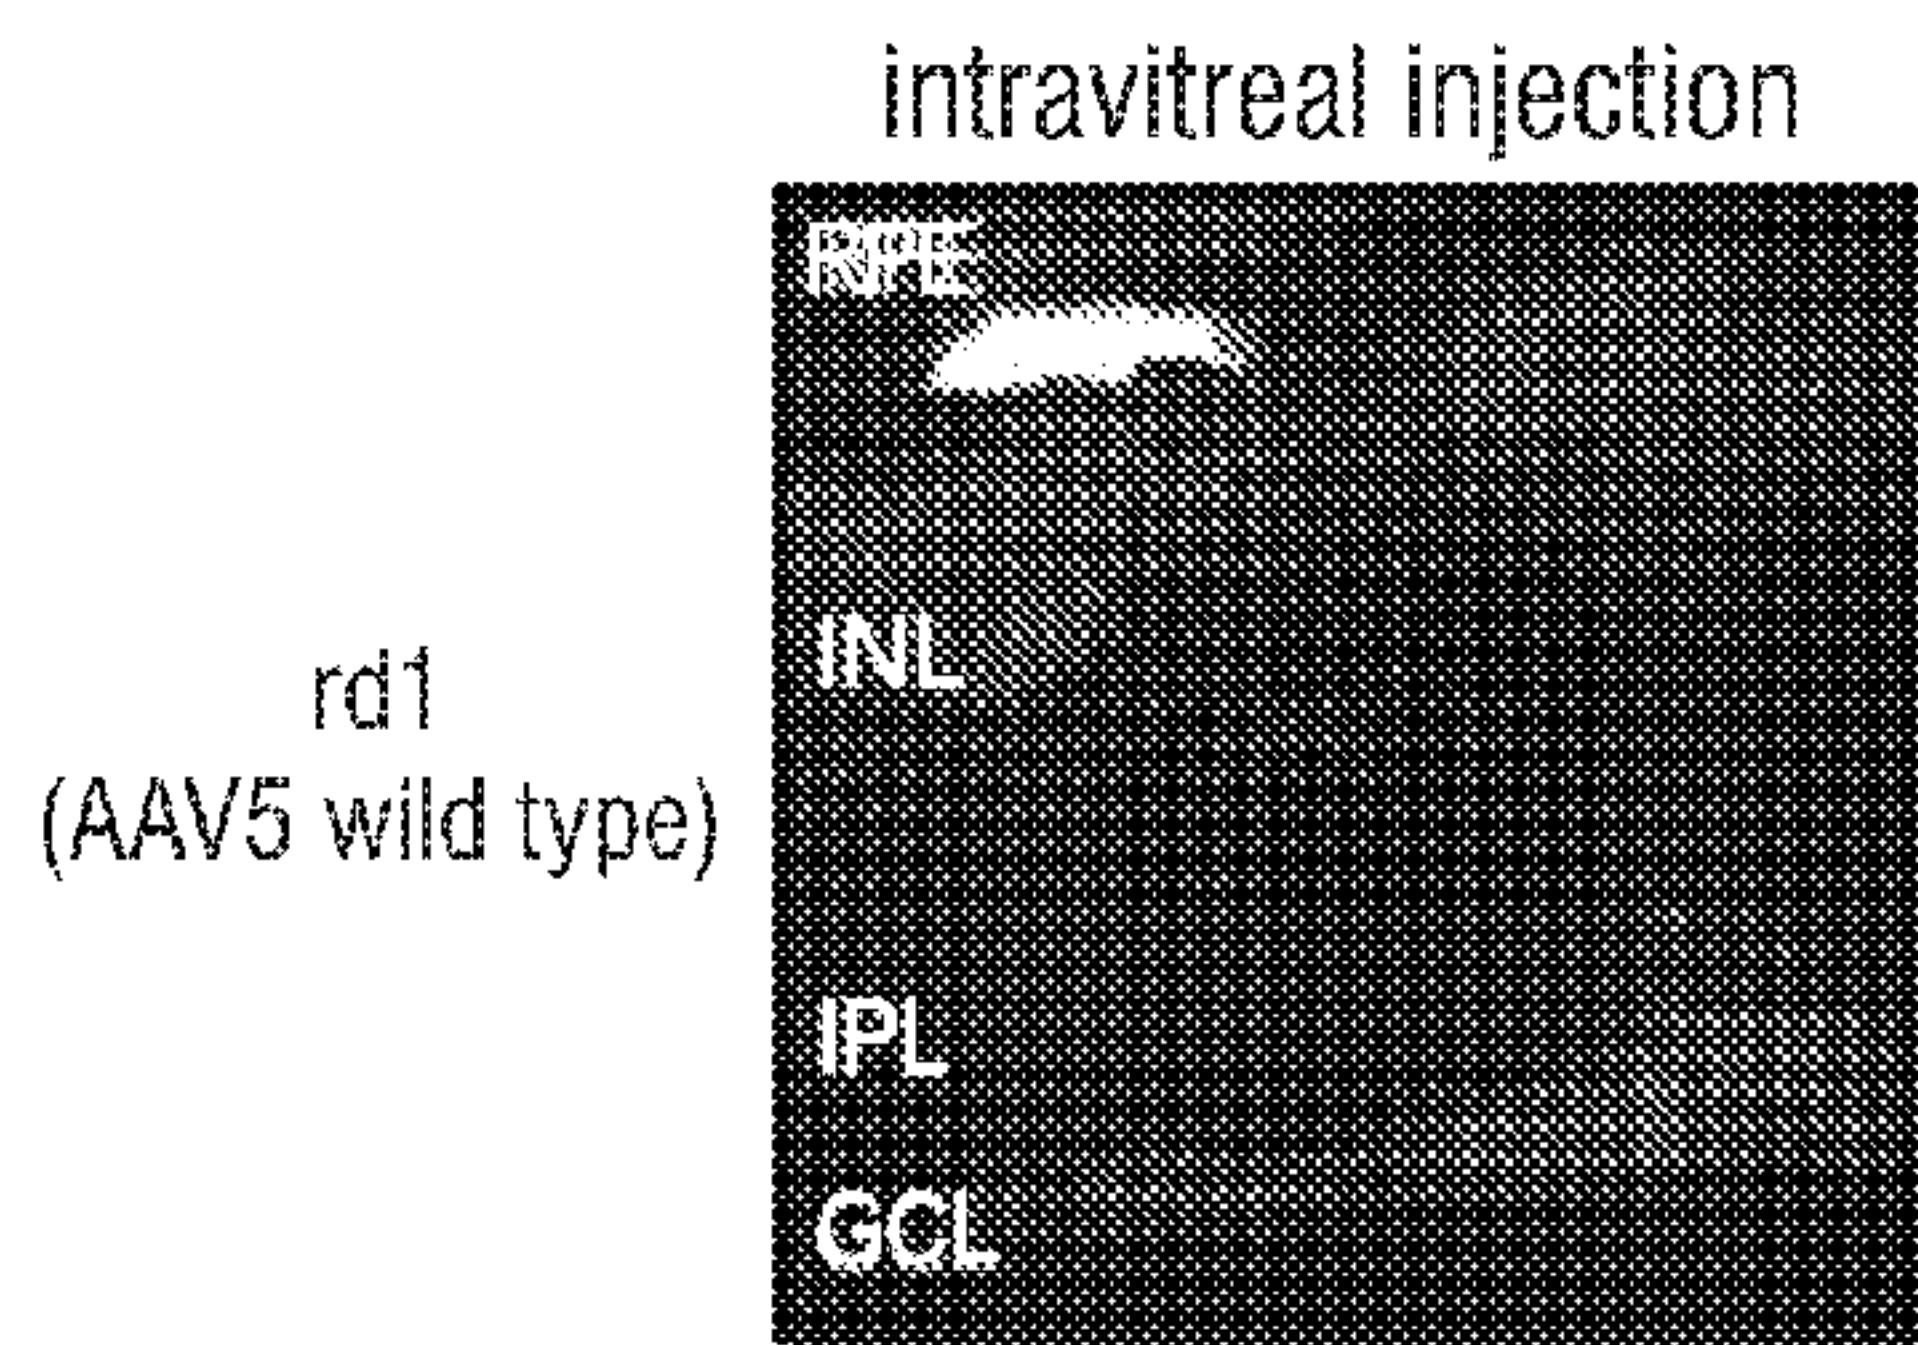 intravitreal injection
RPE
INL
rd1
(AAV5 wild type)
IPL
GCL